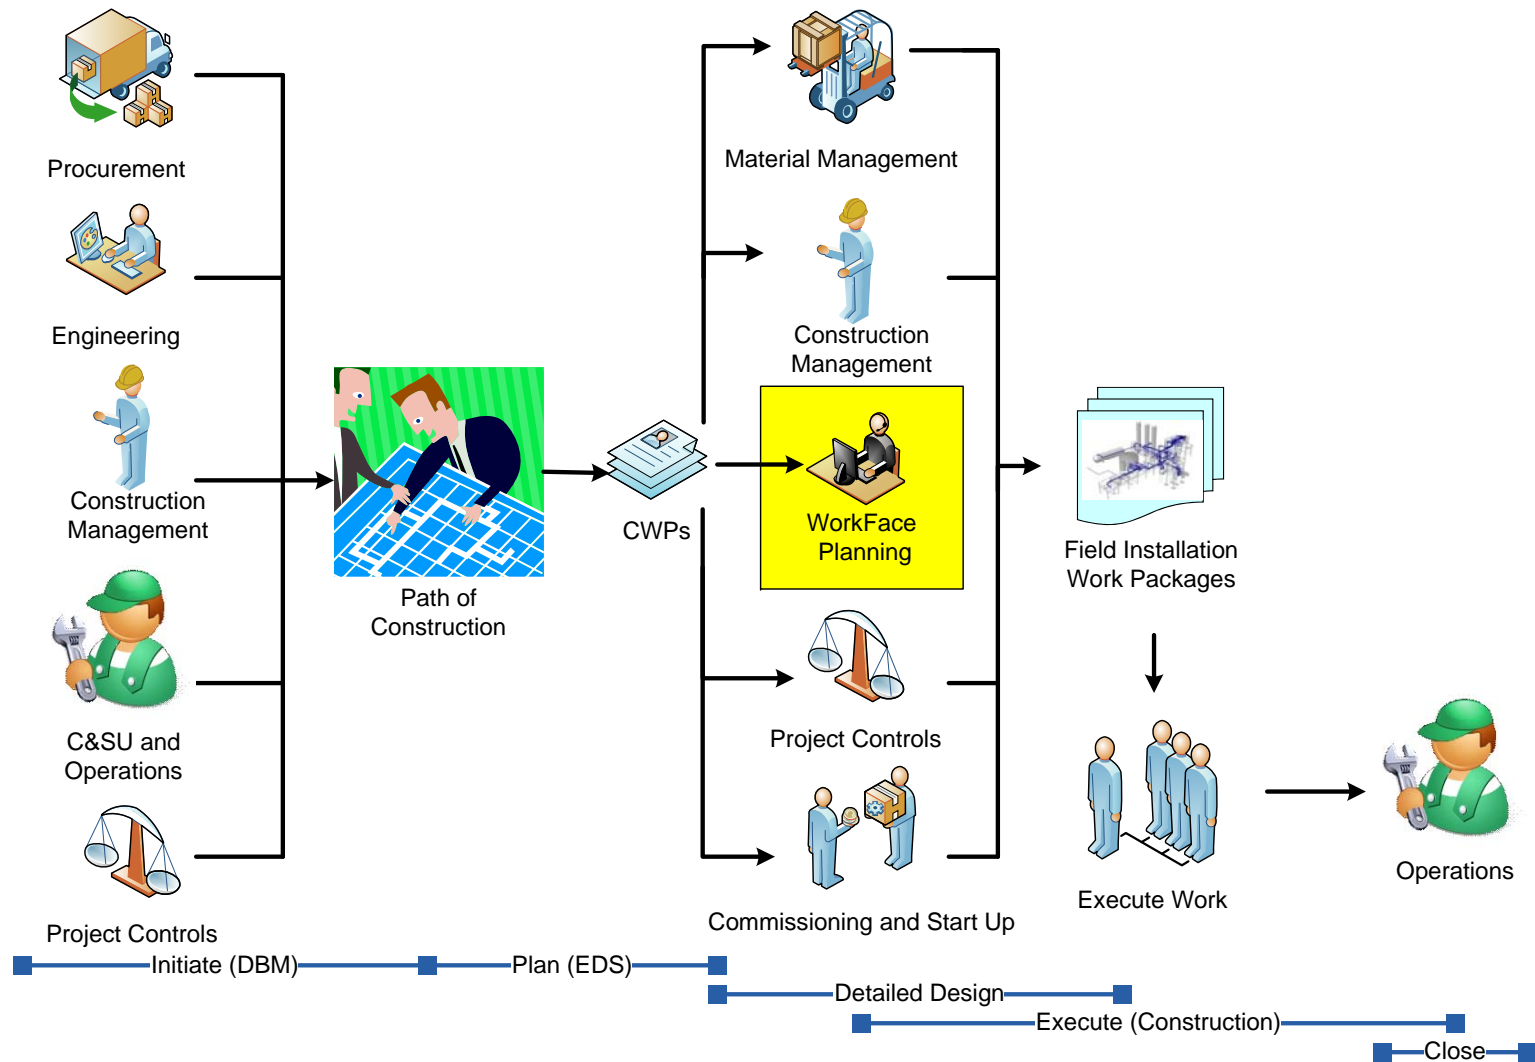 Procurement
Engineering
Construction
Management
C&SU and
Operations
Project Controls
Path of
Construction
CWPs
Material Management
Construction
Management
WorkFace
Planning
Project Controls
Commissioning and Start Up
Field Installation
Work Packages
Execute Work
Operations
Initiate (DBM)
Plan (EDS)
Detailed Design
Execute (Construction)
Close